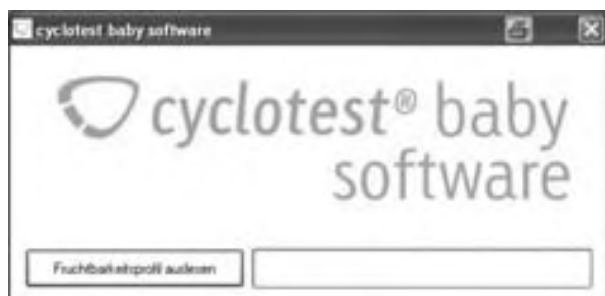 cyclotest baby software
cyclotest® baby
software
Fruchtbarkeitsprofil auslesen